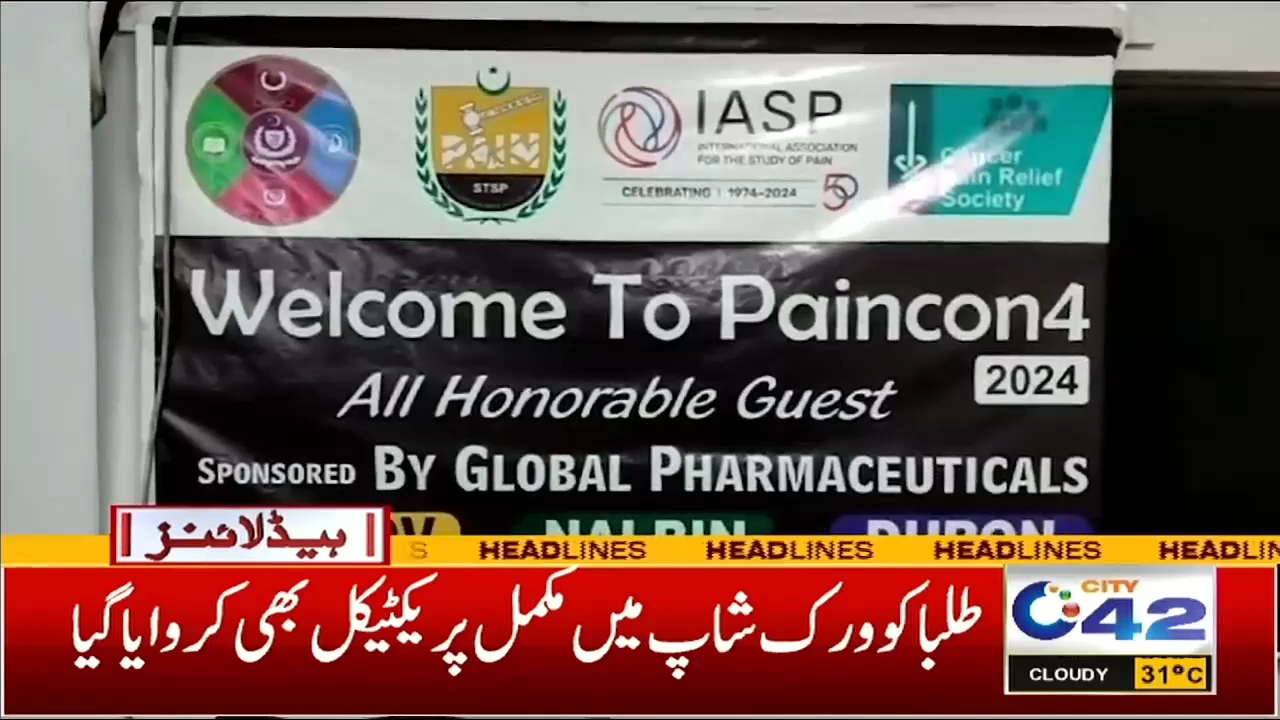 PAIN
STSP
IASP
INTERNATIONAL ASSOCIATION
FOR THE STUDY OF PAIN
CELEBRATING | 1974-2024 50
Cancer
Pain Relief
Society
Welcome To Paincon4
2024
All Honorable Guest
SPONSORED BY GLOBAL PHARMACEUTICALS
ہیڈلائنز
HEADLINES HEADLINES HEADLINES HEADLIN
طلبا کو ورک شاپ میں مکمل پریکٹیکل بھی کروایا گیا
CITY
42
CLOUDY 31°C